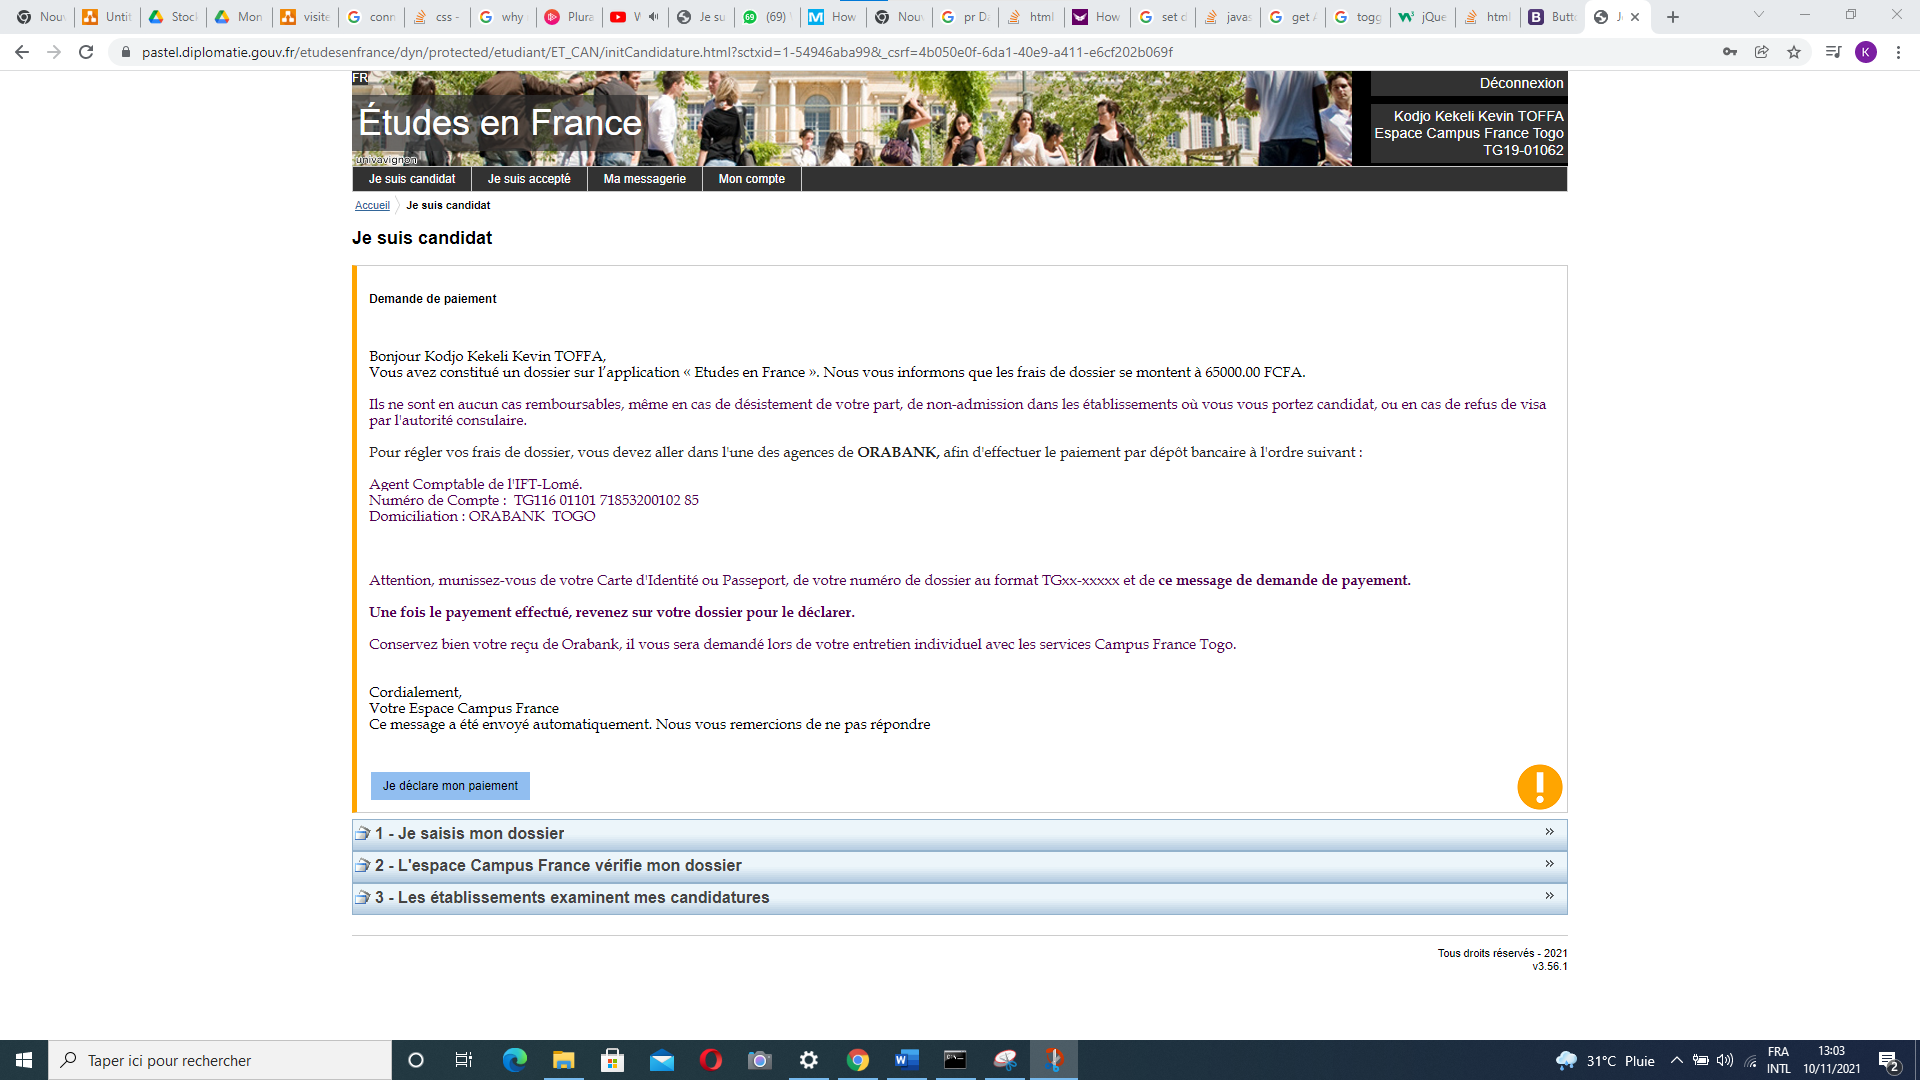 Nouv
Untit
Stock
Mon
visite
conn
css -
why
Plura
Je su
(69)
How
Nouv
pr Da
html
How
set d
javas
get A
togg
jQue
html
Butto
pastel.diplomatie.gouv.fr/etudesenfrance/dyn/protected/etudiant/ET_CAN/initCandidature.html?sctxid=1-54946aba99&_csrf=4b050e0f-6da1-40e9-a411-e6cf202b069f
K
FR
Études en France
univavignon
Déconnexion
Kodjo Kekeli Kevin TOFFA
Espace Campus France Togo
TG19-01062
Je suis candidat
Je suis accepté
Ma messagerie
Mon compte
Accueil Je suis candidat
Je suis candidat
Demande de paiement
Bonjour Kodjo Kekeli Kevin TOFFA,
Vous avez constitué un dossier sur l’application « Etudes en France ». Nous vous informons que les frais de dossier se montent à 65000.00 FCFA.
Ils ne sont en aucun cas remboursables, même en cas de désistement de votre part, de non-admission dans les établissements où vous vous portez candidat, ou en cas de refus de visa
par l'autorité consulaire.
Pour régler vos frais de dossier, vous devez aller dans l'une des agences de ORABANK, afin d'effectuer le paiement par dépôt bancaire à l'ordre suivant :
Agent Comptable de l'IFT-Lomé.
Numéro de Compte : TG116 01101 71853200102 85
Domiciliation : ORABANK TOGO
Attention, munissez-vous de votre Carte d'Identité ou Passeport, de votre numéro de dossier au format TGxx-xxxxx et de ce message de demande de payement.
Une fois le payement effectué, revenez sur votre dossier pour le déclarer.
Conservez bien votre reçu de Orabank, il vous sera demandé lors de votre entretien individuel avec les services Campus France Togo.
Cordialement,
Votre Espace Campus France
Ce message a été envoyé automatiquement. Nous vous remercions de ne pas répondre
Je déclare mon paiement
1 - Je saisis mon dossier
2 - L'espace Campus France vérifie mon dossier
3 - Les établissements examinent mes candidatures
Tous droits réservés - 2021
v3.56.1
Taper ici pour rechercher
31°C Pluie
FRA
INTL
13:03
10/11/2021
2